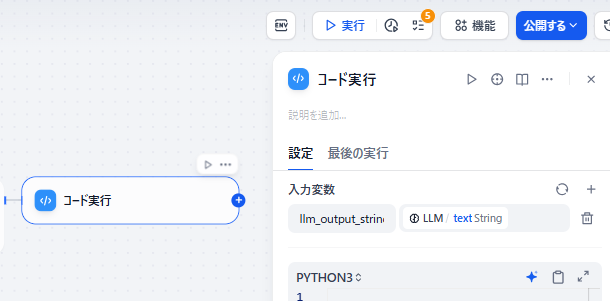 ENV
実行
5
機能
公開する
コード実行
説明を追加...
設定
最後の実行
コード実行
入力変数
llm_output_string
LLM / text String
PYTHON3
1